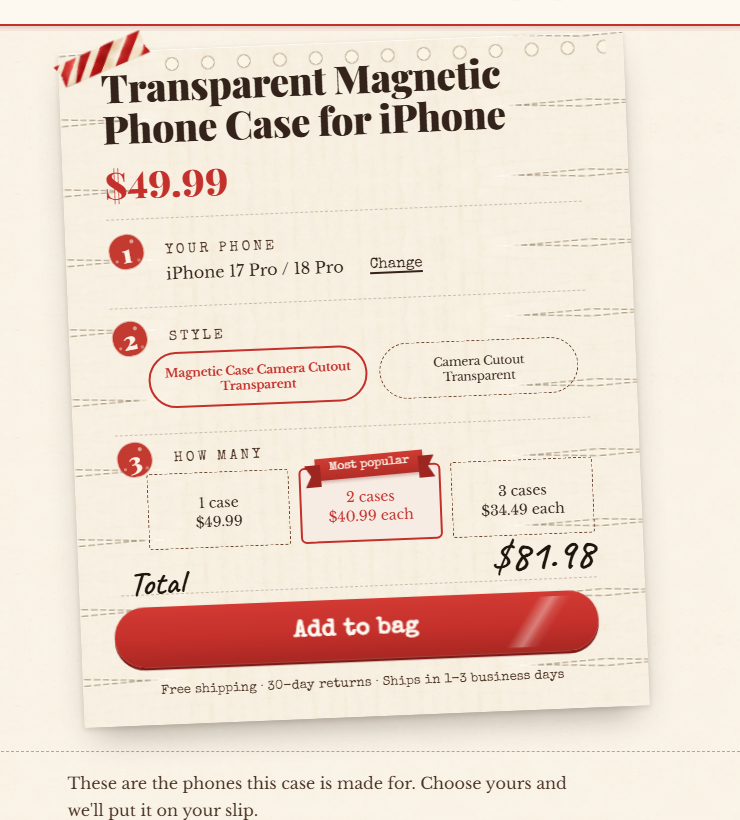 Transparent Magnetic
Phone Case for iPhone
$49.99
1
YOUR PHONE
iPhone 17 Pro / 18 Pro Change
2
STYLE
Magnetic Case Camera Cutout
Transparent
Camera Cutout
Transparent
3
HOW MANY
1 case
$49.99
Most popular
2 cases
$40.99 each
3 cases
$34.49 each
Total $81.98
Add to bag
Free shipping · 30-day returns · Ships in 1-3 business days
These are the phones this case is made for. Choose yours and
we'll put it on your slip.